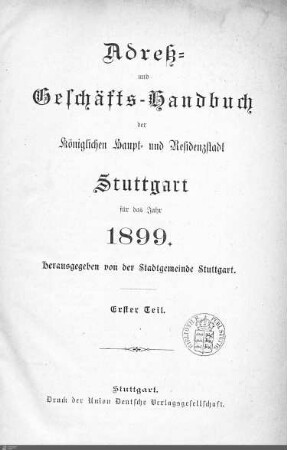 Adreß-
und
Geschäfts-Handbuch
der
Königlichen Haupt- und Residenzstadt
Stuttgart
für das Jahr
1899.
Herausgegeben von der Stadtgemeinde Stuttgart.
Erster Teil.
Stuttgart.
Druck der Union Deutsche Verlagsgesellschaft.